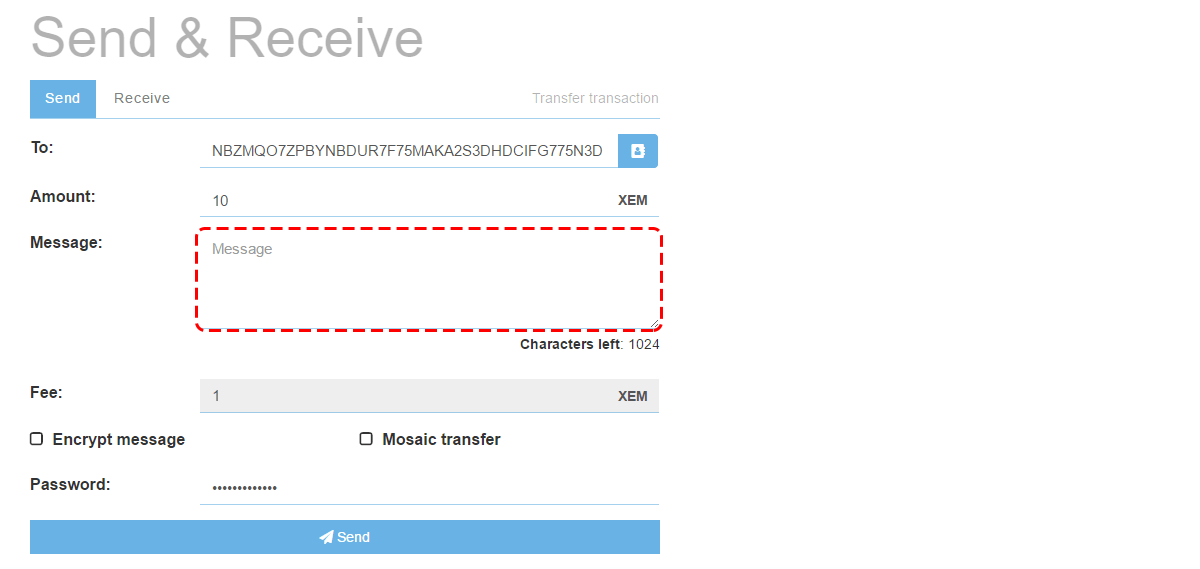 Send & Receive
Send Receive Transfer transaction
To: NBZMQO7ZPBYNBDUR7F75MAKA2S3DHDCIFG775N3D
Amount: 10 XEM
Message: Message
Characters left: 1024
Fee: 1 XEM
Encrypt message Mosaic transfer
Password: •••••••••••••
Send